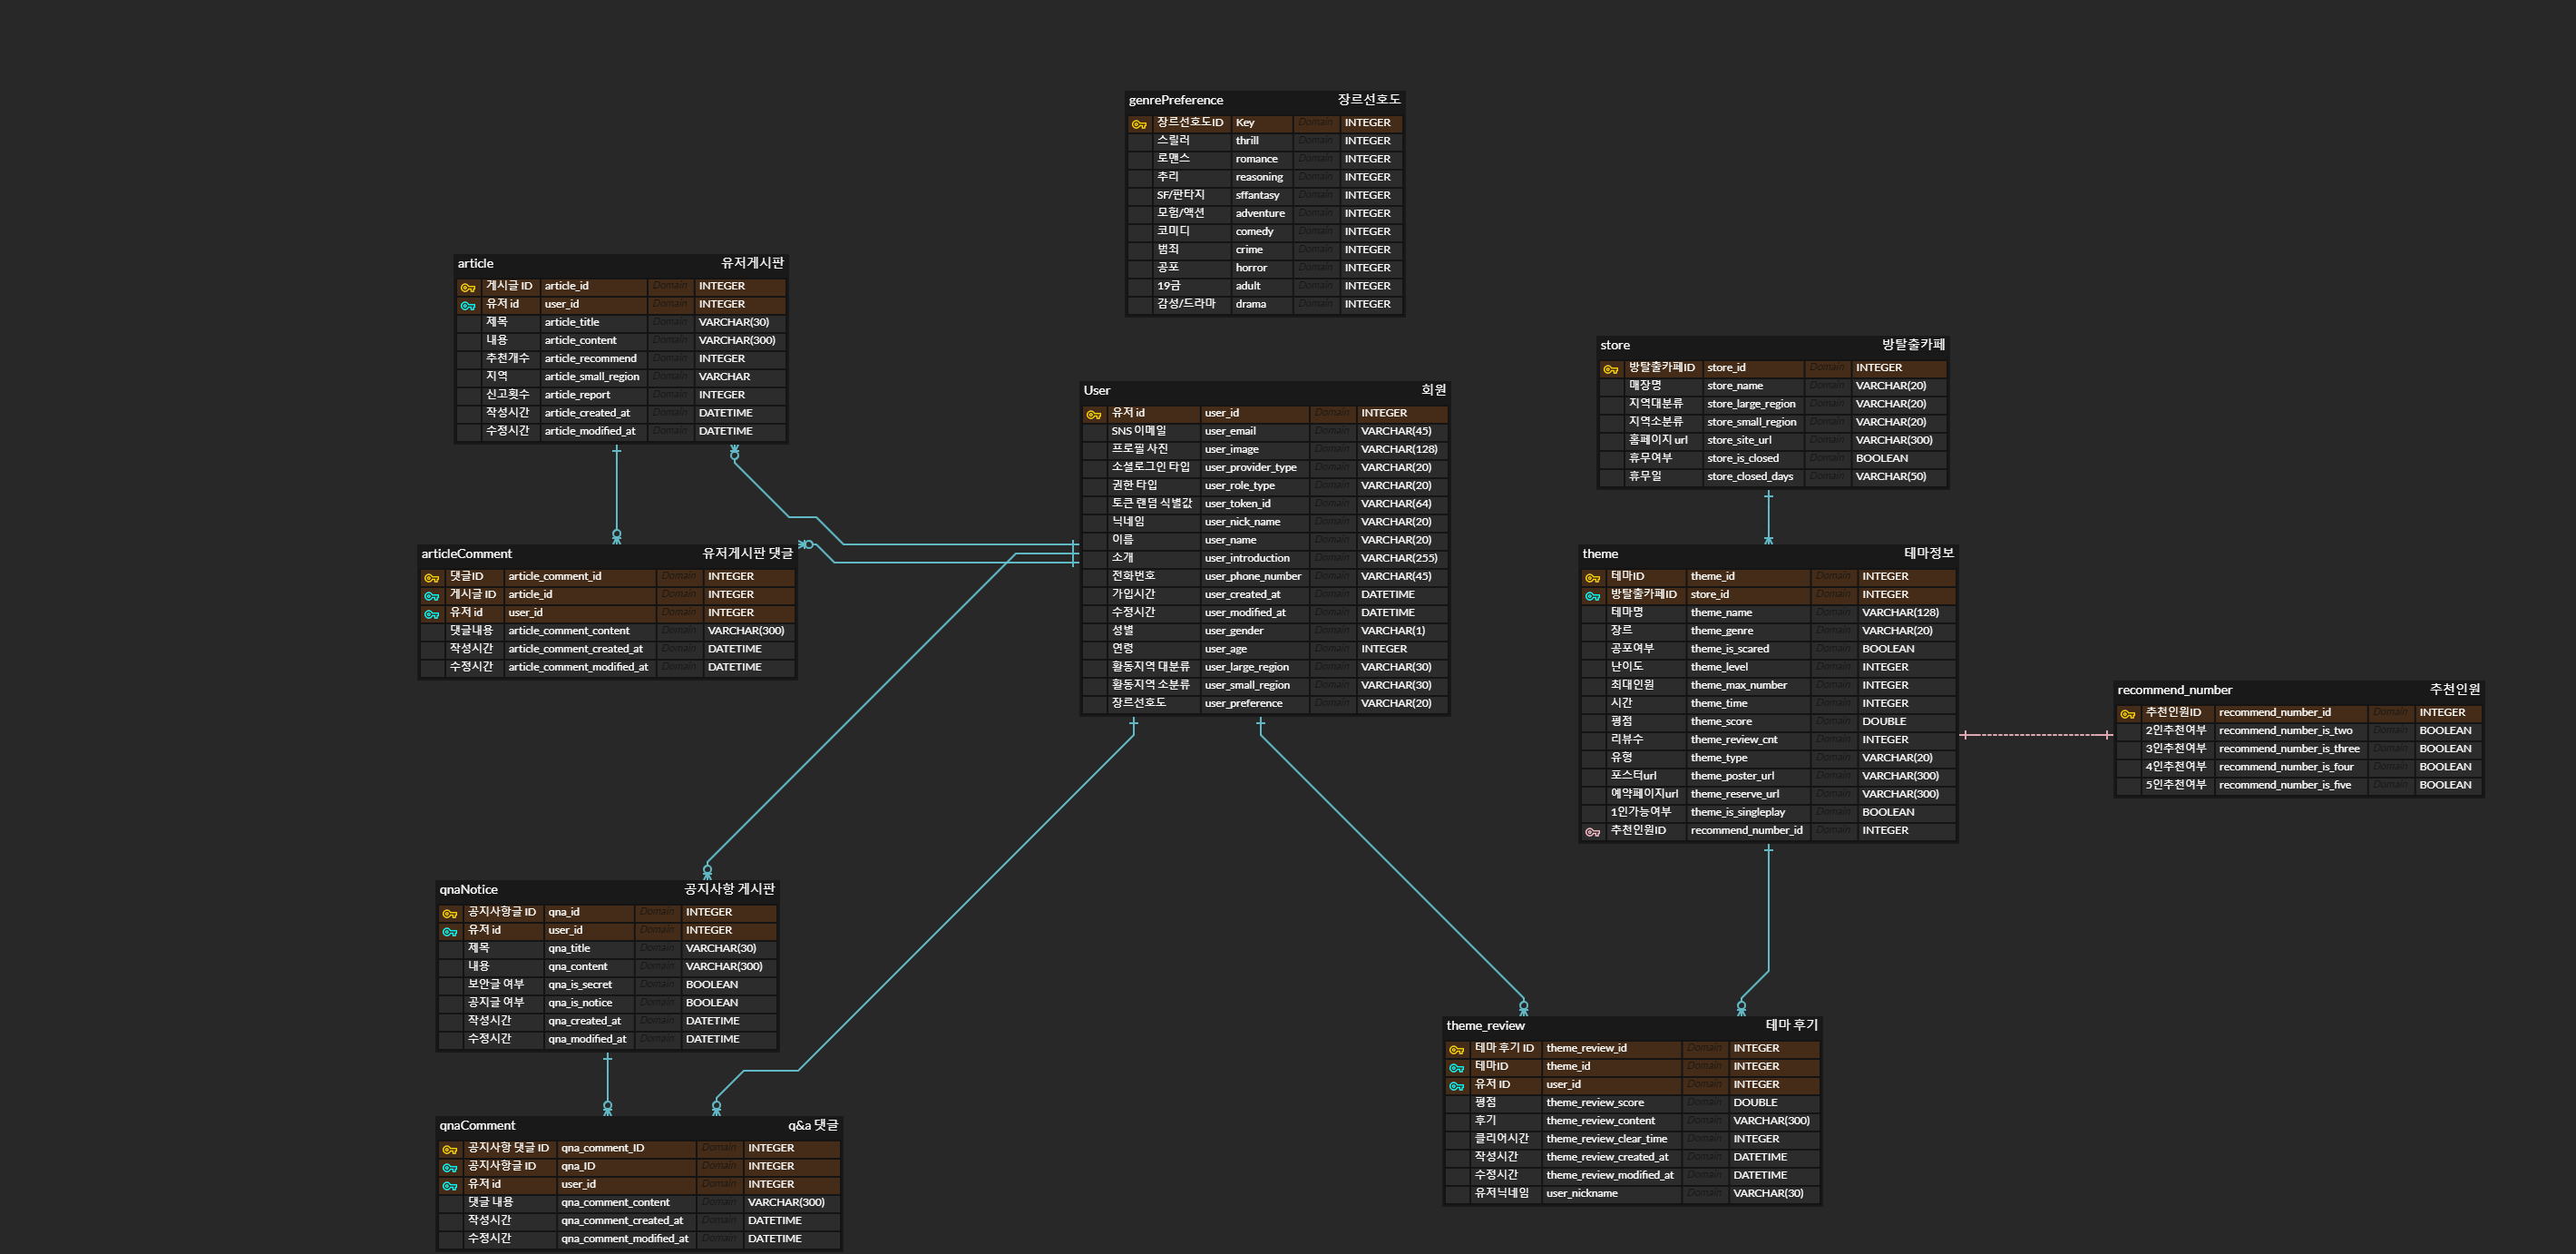 genrePreference 장르선호도
장르선호도ID Key Domain INTEGER
스릴러 thrill Domain INTEGER
로맨스 romance Domain INTEGER
추리 reasoning Domain INTEGER
SF/판타지 sffantasy Domain INTEGER
모험/액션 adventure Domain INTEGER
코미디 comedy Domain INTEGER
범죄 crime Domain INTEGER
공포 horror Domain INTEGER
19금 adult Domain INTEGER
감성/드라마 drama Domain INTEGER
article 유저게시판
게시글 ID article_id Domain INTEGER
유저 id user_id Domain INTEGER
제목 article_title Domain VARCHAR(30)
내용 article_content Domain VARCHAR(300)
추천개수 article_recommend Domain INTEGER
지역 article_small_region Domain VARCHAR
신고횟수 article_report Domain INTEGER
작성시간 article_created_at Domain DATETIME
수정시간 article_modified_at Domain DATETIME
articleComment 유저게시판 댓글
댓글ID article_comment_id Domain INTEGER
게시글 ID article_id Domain INTEGER
유저 id user_id Domain INTEGER
댓글내용 article_comment_content Domain VARCHAR(300)
작성시간 article_comment_created_at Domain DATETIME
수정시간 article_comment_modified_at Domain DATETIME
User 회원
유저 id user_id Domain INTEGER
SNS 이메일 user_email Domain VARCHAR(45)
프로필 사진 user_image Domain VARCHAR(128)
소셜로그인 타입 user_provider_type Domain VARCHAR(20)
권한 타입 user_role_type Domain VARCHAR(20)
토큰 랜덤 식별값 user_token_id Domain VARCHAR(64)
닉네임 user_nick_name Domain VARCHAR(20)
이름 user_name Domain VARCHAR(20)
소개 user_introduction Domain VARCHAR(255)
전화번호 user_phone_number Domain VARCHAR(45)
가입시간 user_created_at Domain DATETIME
수정시간 user_modified_at Domain DATETIME
성별 user_gender Domain VARCHAR(1)
연령 user_age Domain INTEGER
활동지역 대분류 user_large_region Domain VARCHAR(30)
활동지역 소분류 user_small_region Domain VARCHAR(30)
장르선호도 user_preference Domain VARCHAR(20)
store 방탈출카페
방탈출카페ID store_id Domain INTEGER
매장명 store_name Domain VARCHAR(20)
지역대분류 store_large_region Domain VARCHAR(20)
지역소분류 store_small_region Domain VARCHAR(20)
홈페이지 url store_site_url Domain VARCHAR(300)
휴무여부 store_is_closed Domain BOOLEAN
휴무일 store_closed_days Domain VARCHAR(50)
theme 테마정보
테마ID theme_id Domain INTEGER
방탈출카페ID store_id Domain INTEGER
테마명 theme_name Domain VARCHAR(128)
장르 theme_genre Domain VARCHAR(20)
공포여부 theme_is_scared Domain BOOLEAN
난이도 theme_level Domain INTEGER
최대인원 theme_max_number Domain INTEGER
시간 theme_time Domain INTEGER
평점 theme_score Domain DOUBLE
리뷰수 theme_review_cnt Domain INTEGER
유형 theme_type Domain VARCHAR(20)
포스터url theme_poster_url Domain VARCHAR(300)
예약페이지url theme_reserve_url Domain VARCHAR(300)
1인가능여부 theme_is_singleplay Domain BOOLEAN
추천인원ID recommend_number_id Domain INTEGER
recommend_number 추천인원
추천인원ID recommend_number_id Domain INTEGER
2인추천여부 recommend_number_is_two Domain BOOLEAN
3인추천여부 recommend_number_is_three Domain BOOLEAN
4인추천여부 recommend_number_is_four Domain BOOLEAN
5인추천여부 recommend_number_is_five Domain BOOLEAN
qnaNotice 공지사항 게시판
공지사항글 ID qna_id Domain INTEGER
유저 id user_id Domain INTEGER
제목 qna_title Domain VARCHAR(30)
내용 qna_content Domain VARCHAR(300)
보안글 여부 qna_is_secret Domain BOOLEAN
공지글 여부 qna_is_notice Domain BOOLEAN
작성시간 qna_created_at Domain DATETIME
수정시간 qna_modified_at Domain DATETIME
qnaComment q&a 댓글
공지사항 댓글 ID qna_comment_ID Domain INTEGER
공지사항글 ID qna_ID Domain INTEGER
유저 id user_id Domain INTEGER
댓글 내용 qna_comment_content Domain VARCHAR(300)
작성시간 qna_comment_created_at Domain DATETIME
수정시간 qna_comment_modified_at Domain DATETIME
theme_review 테마 후기
테마 후기 ID theme_review_id Domain INTEGER
테마ID theme_id Domain INTEGER
유저 ID user_id Domain INTEGER
평점 theme_review_score Domain DOUBLE
후기 theme_review_content Domain VARCHAR(300)
클리어시간 theme_review_clear_time Domain INTEGER
작성시간 theme_review_created_at Domain DATETIME
수정시간 theme_review_modified_at Domain DATETIME
유저닉네임 user_nickname Domain VARCHAR(30)